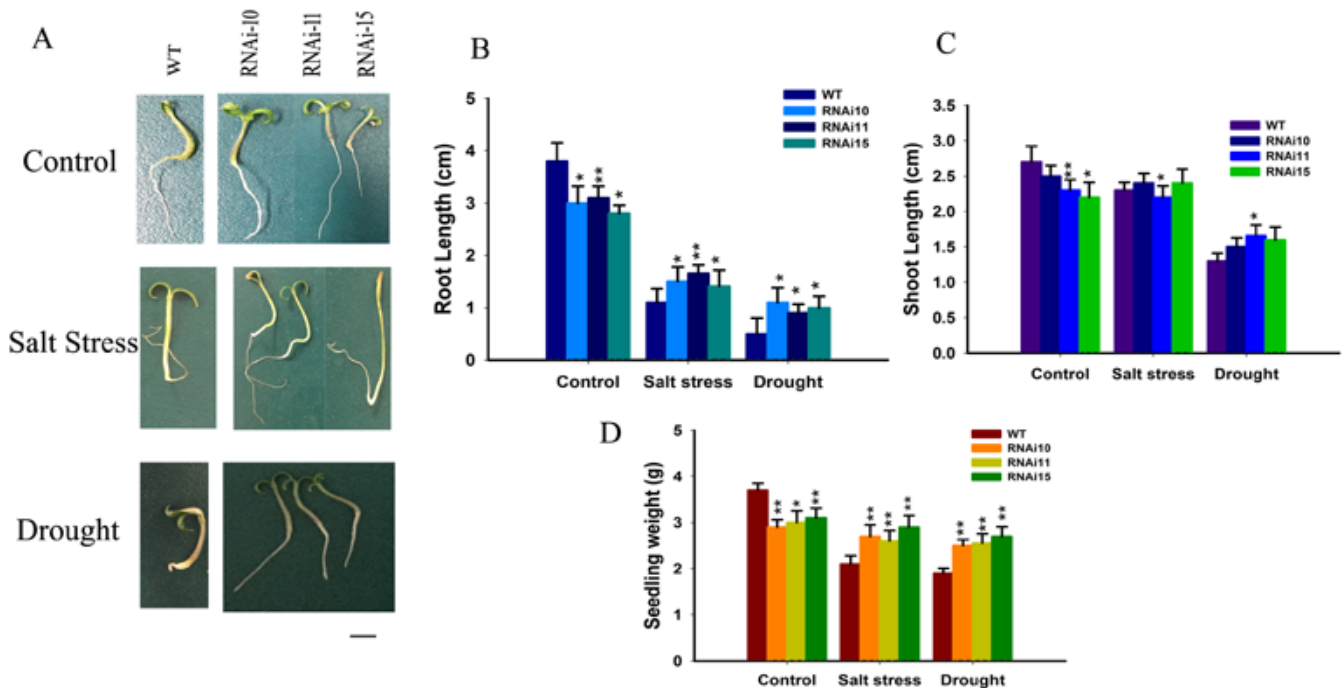 A
WT
RNAi-10
RNAi-11
RNAi-15
Control
Salt Stress
Drought
B
WT
RNAi10
RNAi11
RNAi15
Root Length (cm)
5
4
3
2
1
0
* ** *
* ** *
* * *
Control Salt stress Drought
C
WT
RNAi10
RNAi11
RNAi15
Shoot Length (cm)
3.5
3.0
2.5
2.0
1.5
1.0
0.5
0.0
** *
*
*
Control Salt stress Drought
D
WT
RNAi10
RNAi11
RNAi15
Seedling weight (g)
5
4
3
2
1
0
** * **
** ** **
** ** **
Control Salt stress Drought